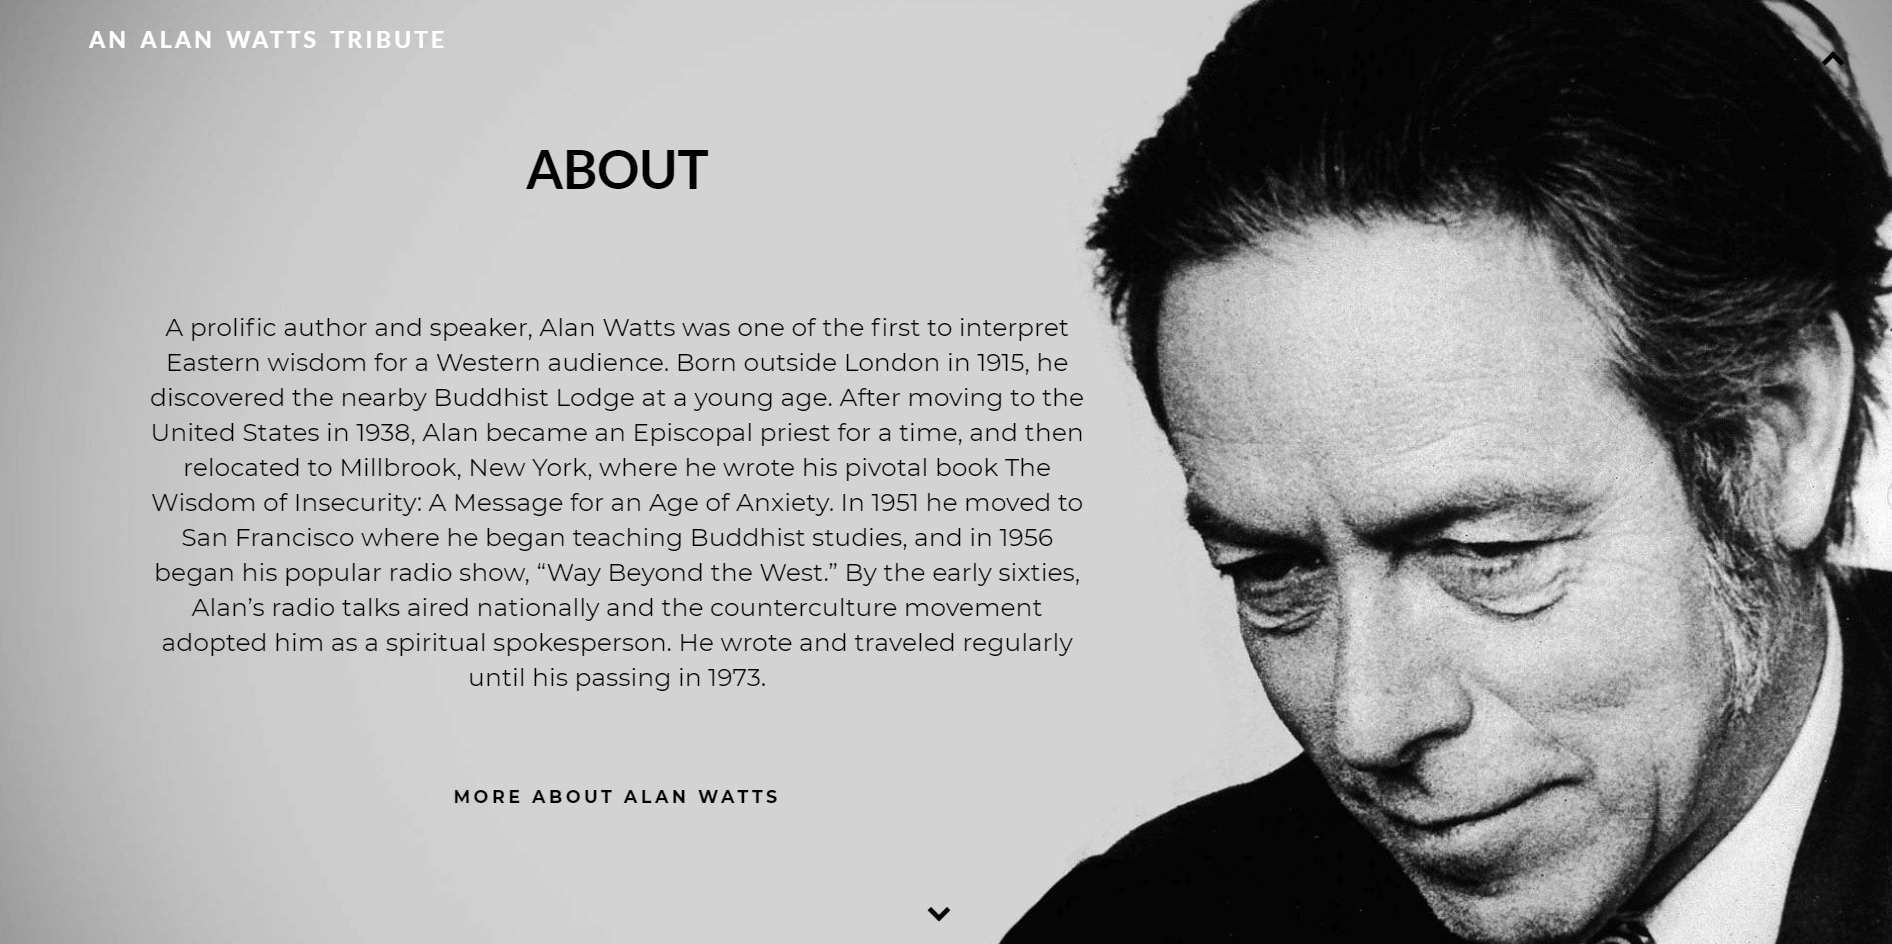 AN ALAN WATTS TRIBUTE
ABOUT
A prolific author and speaker, Alan Watts was one of the first to interpret
Eastern wisdom for a Western audience. Born outside London in 1915, he
discovered the nearby Buddhist Lodge at a young age. After moving to the
United States in 1938, Alan became an Episcopal priest for a time, and then
relocated to Millbrook, New York, where he wrote his pivotal book The
Wisdom of Insecurity: A Message for an Age of Anxiety. In 1951 he moved to
San Francisco where he began teaching Buddhist studies, and in 1956
began his popular radio show, “Way Beyond the West.” By the early sixties,
Alan’s radio talks aired nationally and the counterculture movement
adopted him as a spiritual spokesperson. He wrote and traveled regularly
until his passing in 1973.
MORE ABOUT ALAN WATTS